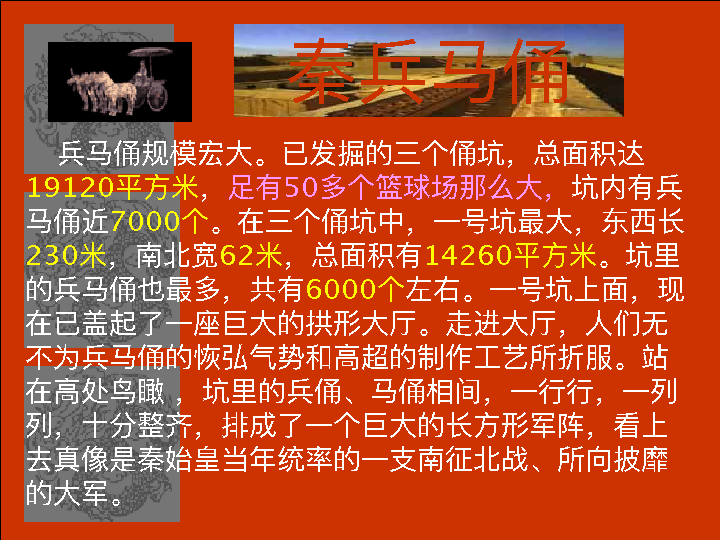 秦兵马俑
兵马俑规模宏大。已发掘的三个俑坑，总面积达
19120平方米，足有50多个篮球场那么大，坑内有兵
马俑近7000个。在三个俑坑中，一号坑最大，东西长
230米，南北宽62米，总面积有14260平方米。坑里
的兵马俑也最多，共有6000个左右。一号坑上面，现
在已盖起了一座巨大的拱形大厅。走进大厅，人们无
不为兵马俑的恢弘气势和高超的制作工艺所折服。站
在高处鸟瞰 ，坑里的兵俑、马俑相间，一行行，一列
列，十分整齐，排成了一个巨大的长方形军阵，看上
去真像是秦始皇当年统率的一支南征北战、所向披靡
的大军。